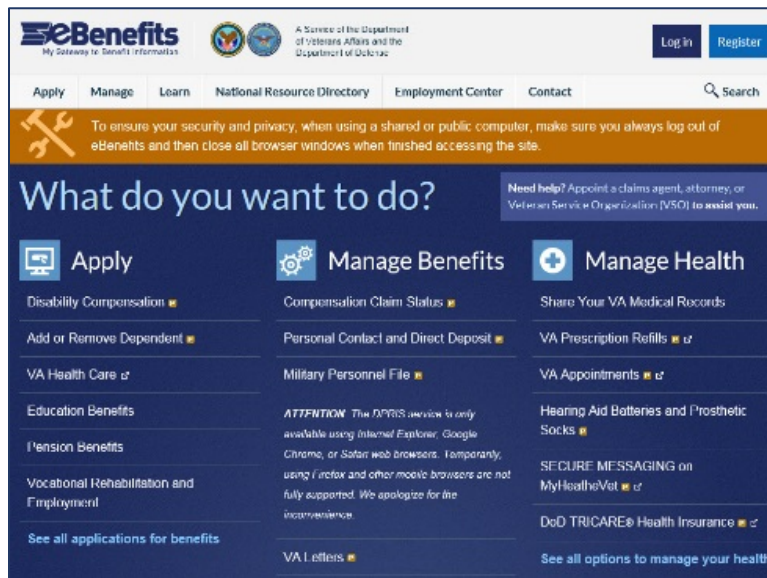 eBenefits
My Gateway to Benefit Information
A Service of the Department
of Veterans Affairs and the
Department of Defense
Log in
Register
Apply
Manage
Learn
National Resource Directory
Employment Center
Contact
Search
To ensure your security and privacy, when using a shared or public computer, make sure you always log out of
eBenefits and then close all browser windows when finished accessing the site.
What do you want to do?
Need help? Appoint a claims agent, attorney, or
Veteran Service Organization (VSO) to assist you.
Apply
Disability Compensation
Add or Remove Dependent
VA Health Care
Education Benefits
Pension Benefits
Vocational Rehabilitation and
Employment
See all applications for benefits
Manage Benefits
Compensation Claim Status
Personal Contact and Direct Deposit
Military Personnel File
ATTENTION The DPRIS service is only
available using Internet Explorer, Google
Chrome, or Safari web browsers. Temporarily,
using Firefox and other mobile browsers are not
fully supported. We apologize for the
inconvenience.
VA Letters
Manage Health
Share Your VA Medical Records
VA Prescription Refills
VA Appointments
Hearing Aid Batteries and Prosthetic
Socks
SECURE MESSAGING on
MyHealtheVet
DoD TRICARE® Health Insurance
See all options to manage your health